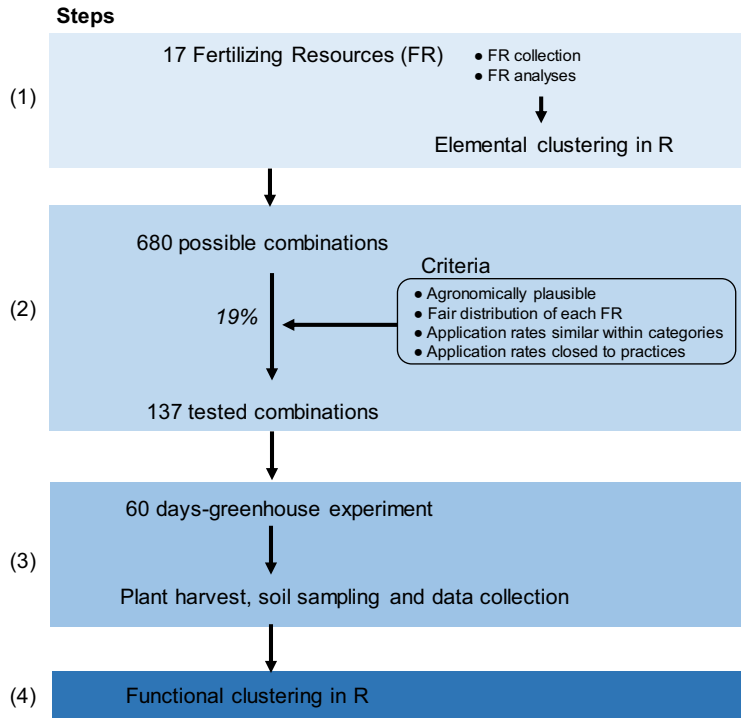 Steps
(1)
17 Fertilizing Resources (FR)
● FR collection
● FR analyses
Elemental clustering in R
(2)
680 possible combinations
19%
Criteria
● Agronomically plausible
● Fair distribution of each FR
● Application rates similar within categories
● Application rates closed to practices
137 tested combinations
(3)
60 days-greenhouse experiment
Plant harvest, soil sampling and data collection
(4)
Functional clustering in R